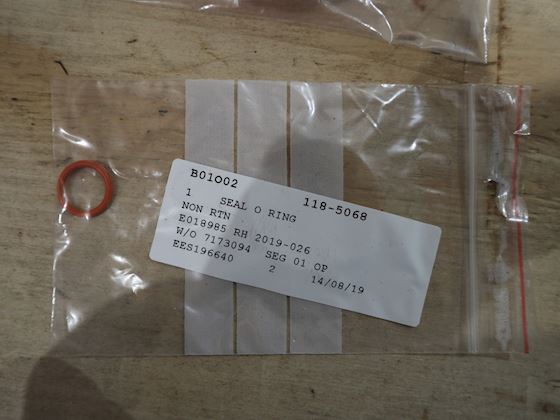 B01002
118-5068
1 SEAL O RING
NON RTN
E018985 RH 2019-026
W/O 7173094 SEG 01 OP
EES196640 2 14/08/19